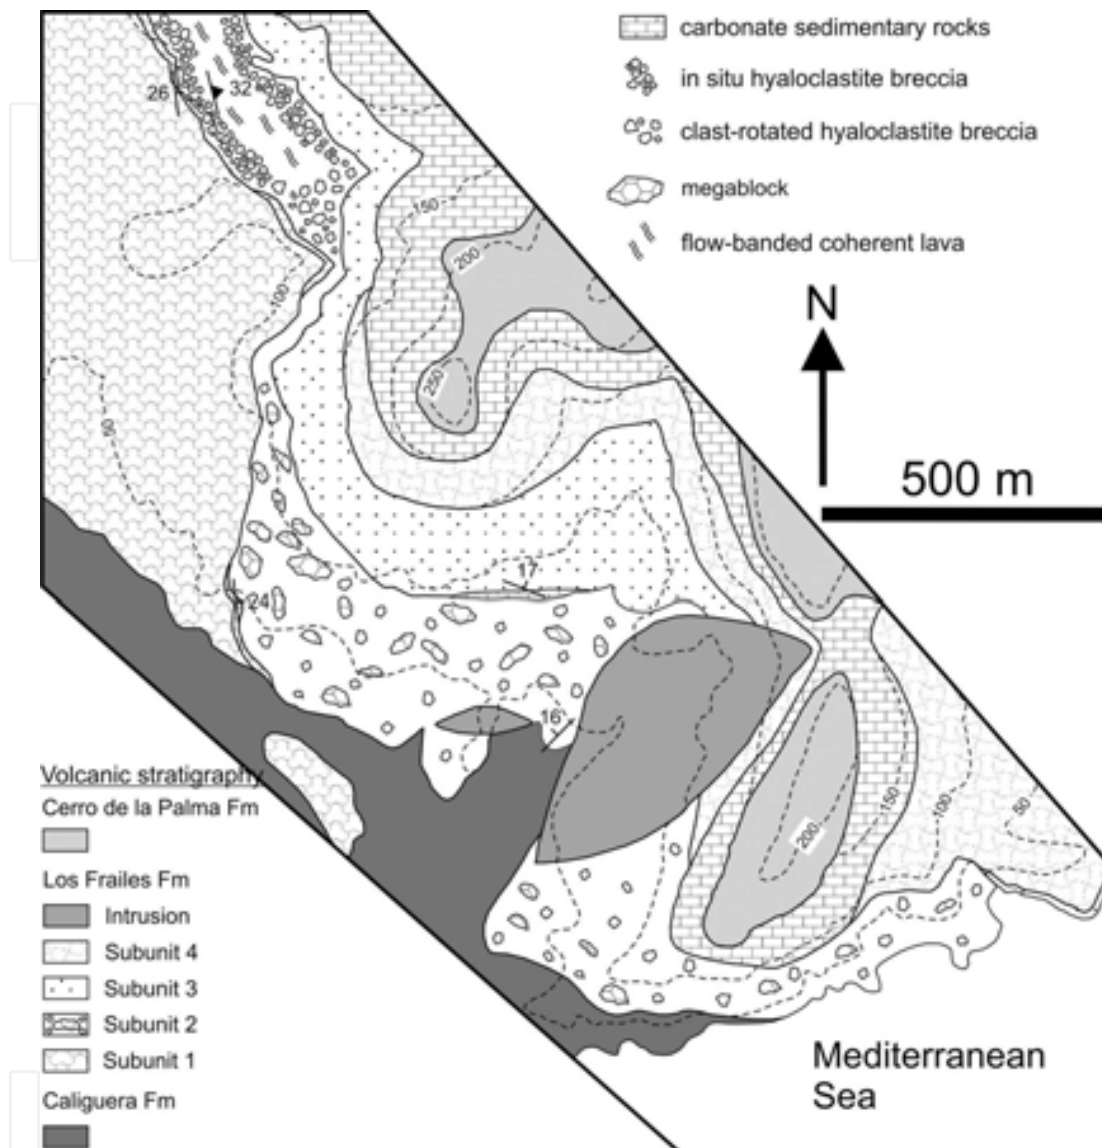 carbonate sedimentary rocks
in situ hyaloclastite breccia
clast-rotated hyaloclastite breccia
megablock
flow-banded coherent lava
26
32
150
200
100
250
50
N
500 m
17
24
16
150
100
50
200
Volcanic stratigraphy
Cerro de la Palma Fm
Los Frailes Fm
Intrusion
Subunit 4
Subunit 3
Subunit 2
Subunit 1
Caliguera Fm
Mediterranean
Sea